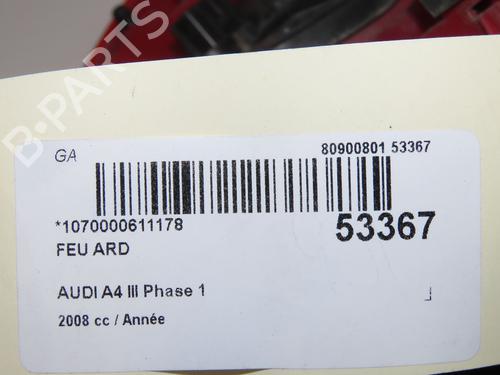 B-PARTS
GA
80900801 53367
*1070000611178
53367
FEU ARD
AUDI A4 III Phase 1
2008 cc / Année